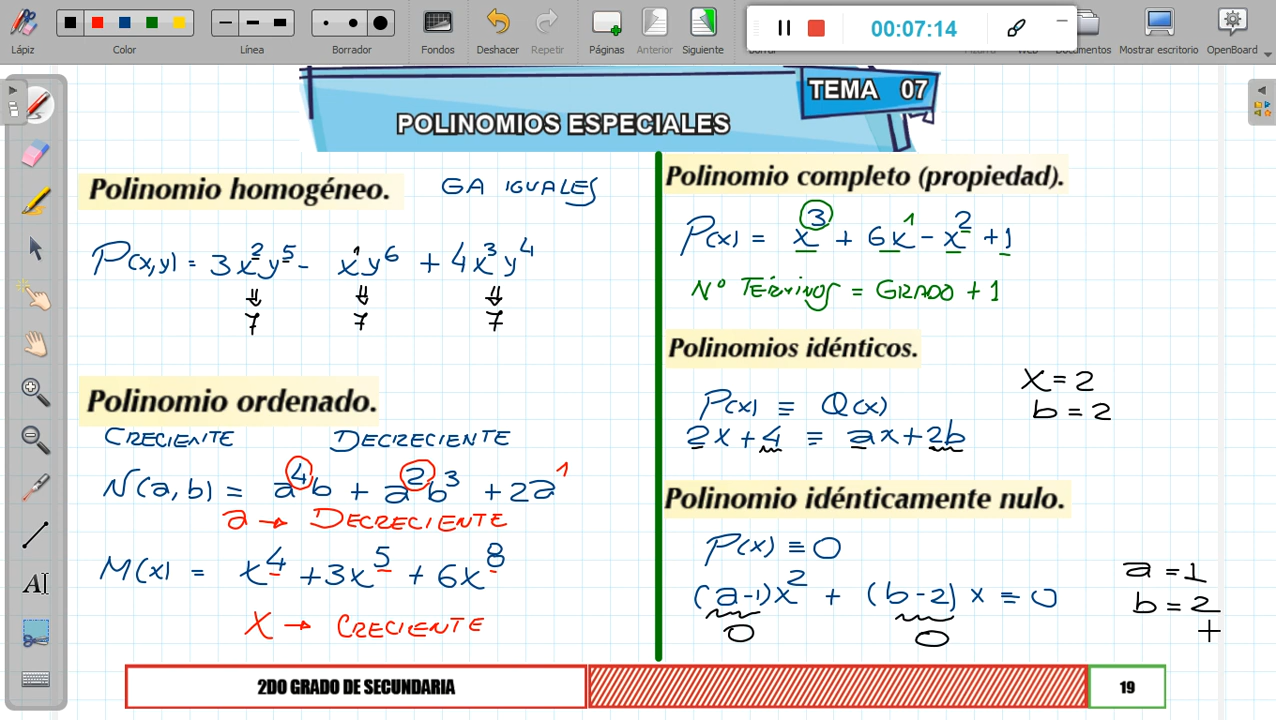 Lápiz Color Línea Borrador Fondos Deshacer Repetir Páginas Anterior Siguiente Documentos Mostrar escritorio OpenBoard
00:07:14
TEMA 07
POLINOMIOS ESPECIALES
Polinomio homogéneo. GA IGUALES
P(x,y) = 3x²y⁵ - x¹y⁶ + 4x³y⁴
⇓ ⇓ ⇓
7 7 7
Polinomio ordenado.
CRECIENTE DECRECIENTE
N(a,b) = a⁴b + a²b³ + 2a¹
a → DECRECIENTE
M(x) = x⁴ + 3x⁵ + 6x⁸
X → CRECIENTE
Polinomio completo (propiedad).
P(x) = x³ + 6x¹ - x² + 1
Nº TÉRMINOS = GRADO + 1
Polinomios idénticos.
P(x) ≡ Q(x)
2x + 4 ≡ ax + 2b
X = 2
b = 2
Polinomio idénticamente nulo.
P(x) ≡ 0
(a-1)x² + (b-2)x ≡ 0
0 0
a = 1
b = 2
+
2DO GRADO DE SECUNDARIA
19